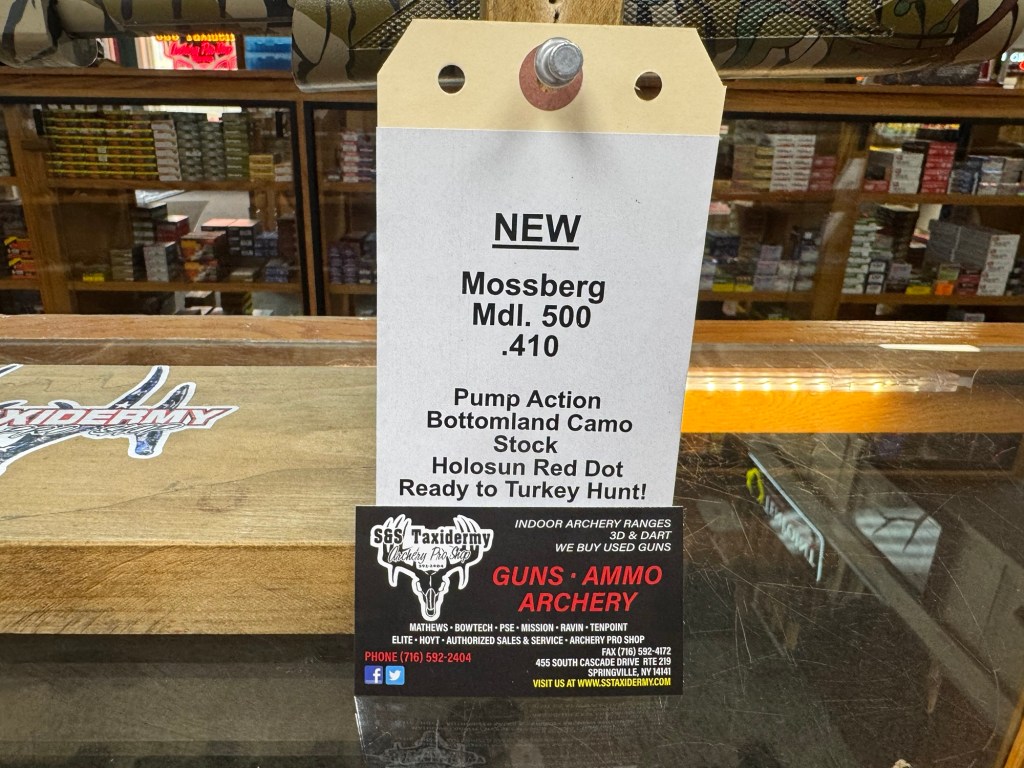 NEW
Mossberg
Mdl. 500
.410
Pump Action
Bottomland Camo
Stock
Holosun Red Dot
Ready to Turkey Hunt!
S&S Taxidermy
Archery Pro Shop
592-2404
INDOOR ARCHERY RANGES
3D & DART
WE BUY USED GUNS
GUNS · AMMO
ARCHERY
MATHEWS • BOWTECH • PSE • MISSION • RAVIN • TENPOINT
ELITE • HOYT • AUTHORIZED SALES & SERVICE • ARCHERY PRO SHOP
PHONE (716) 592-2404
FAX (716) 592-4172
455 SOUTH CASCADE DRIVE RTE 219
SPRINGVILLE, NY 14141
VISIT US AT WWW.SSTAXIDERMY.COM
XIDERMY